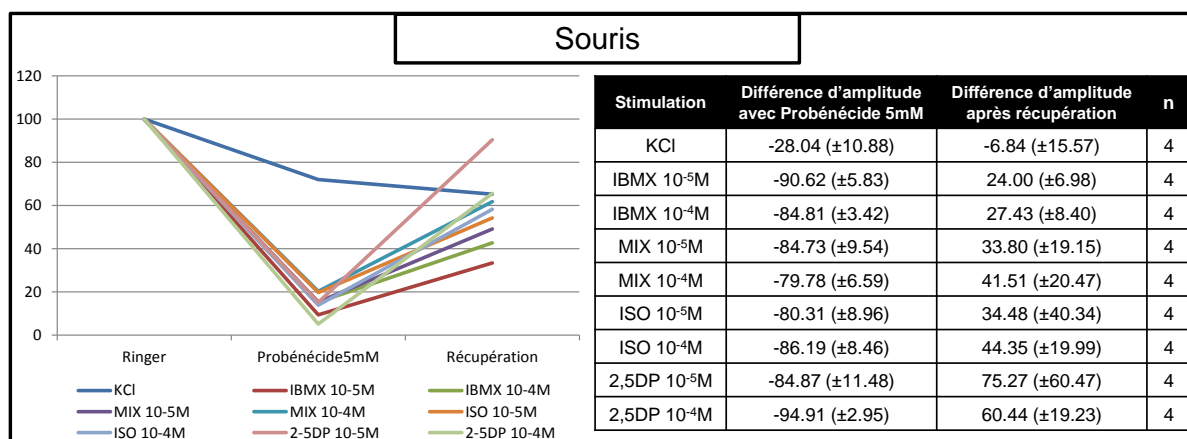 Souris
120
100
80
60
40
20
0
Ringer Probénécide5mM Récupération
KCl IBMX 10-5M IBMX 10-4M
MIX 10-5M MIX 10-4M ISO 10-5M
ISO 10-4M 2-5DP 10-5M 2-5DP 10-4M
Stimulation Différence d'amplitude avec Probénécide 5mM Différence d'amplitude après récupération n
KCl -28.04 (±10.88) -6.84 (±15.57) 4
IBMX 10⁻⁵M -90.62 (±5.83) 24.00 (±6.98) 4
IBMX 10⁻⁴M -84.81 (±3.42) 27.43 (±8.40) 4
MIX 10⁻⁵M -84.73 (±9.54) 33.80 (±19.15) 4
MIX 10⁻⁴M -79.78 (±6.59) 41.51 (±20.47) 4
ISO 10⁻⁵M -80.31 (±8.96) 34.48 (±40.34) 4
ISO 10⁻⁴M -86.19 (±8.46) 44.35 (±19.99) 4
2,5DP 10⁻⁵M -84.87 (±11.48) 75.27 (±60.47) 4
2,5DP 10⁻⁴M -94.91 (±2.95) 60.44 (±19.23) 4